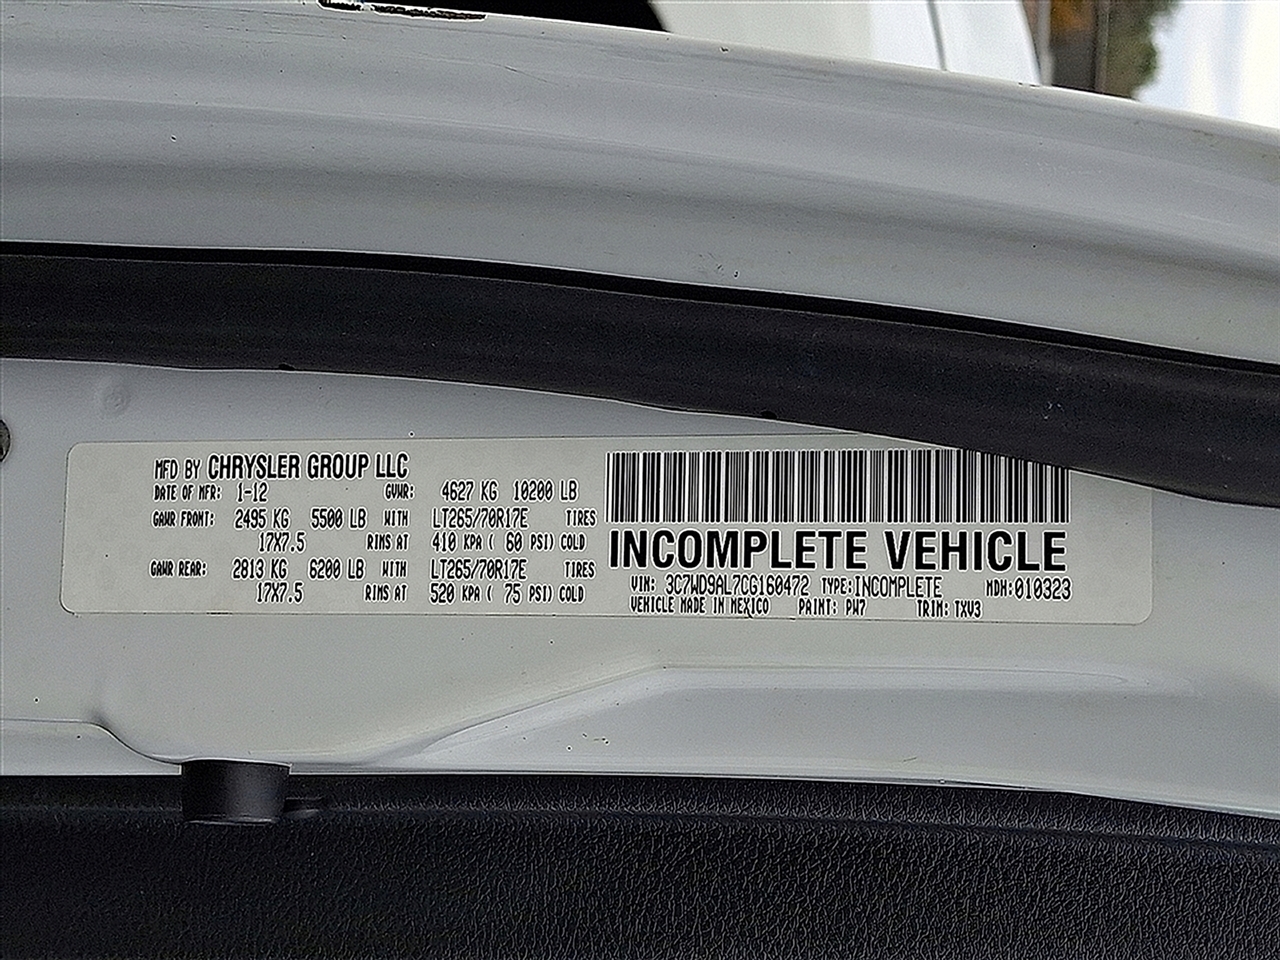 MFD BY CHRYSLER GROUP LLC
DATE OF MFR: 1-12 GVWR: 4627 KG 10200 LB
GAWR FRONT: 2495 KG 5500 LB WITH LT265/70R17E TIRES
17X7.5 RIMS AT 410 KPA ( 60 PSI) COLD
GAWR REAR: 2813 KG 6200 LB WITH LT265/70R17E TIRES
17X7.5 RIMS AT 520 KPA ( 75 PSI) COLD
INCOMPLETE VEHICLE
VIN: 3C7WD9AL7CG160472 TYPE:INCOMPLETE MDH:010323
VEHICLE MADE IN MEXICO PAINT: PW7 TRIM: TXV3